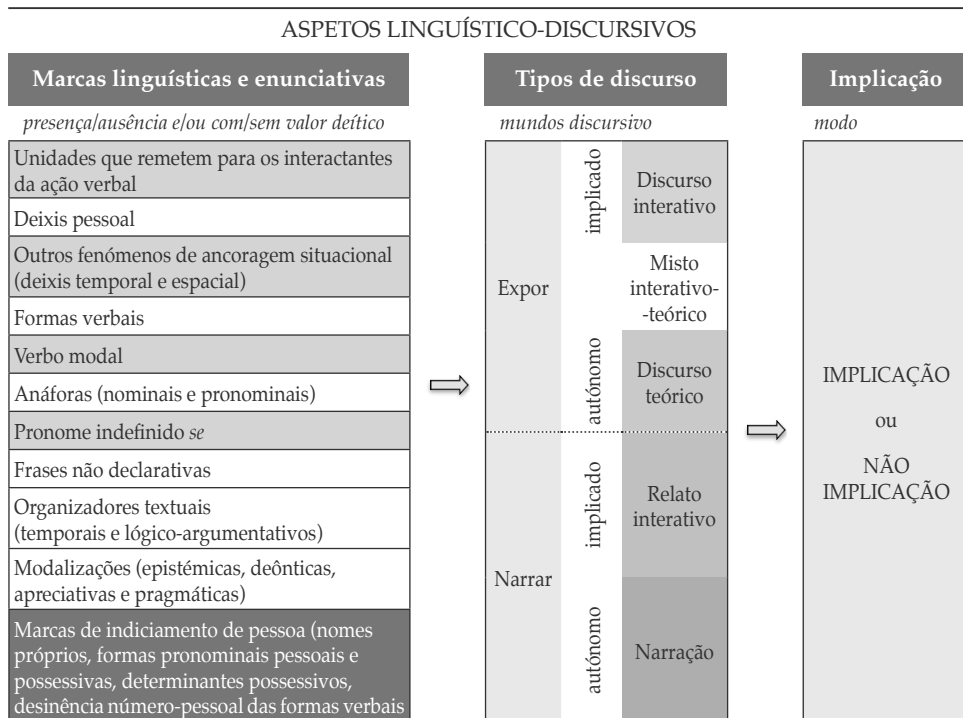 ASPETOS LINGUÍSTICO-DISCURSIVOS
Marcas linguísticas e enunciativas
presença/ausência e/ou com/sem valor deítico
Unidades que remetem para os interactantes
da ação verbal
Deixis pessoal
Outros fenómenos de ancoragem situacional
(deixis temporal e espacial)
Formas verbais
Verbo modal
Anáforas (nominais e pronominais)
Pronome indefinido se
Frases não declarativas
Organizadores textuais
(temporais e lógico-argumentativos)
Modalizações (epistémicas, deônticas,
apreciativas e pragmáticas)
Marcas de indiciamento de pessoa (nomes
próprios, formas pronominais pessoais e
possessivas, determinantes possessivos,
desinência número-pessoal das formas verbais
Tipos de discurso
mundos discursivo
Expor
implicado
Discurso
interativo
Misto
interativo-
-teórico
autónomo
Discurso
teórico
Narrar
implicado
Relato
interativo
autónomo
Narração
Implicação
modo
IMPLICAÇÃO
ou
NÃO
IMPLICAÇÃO